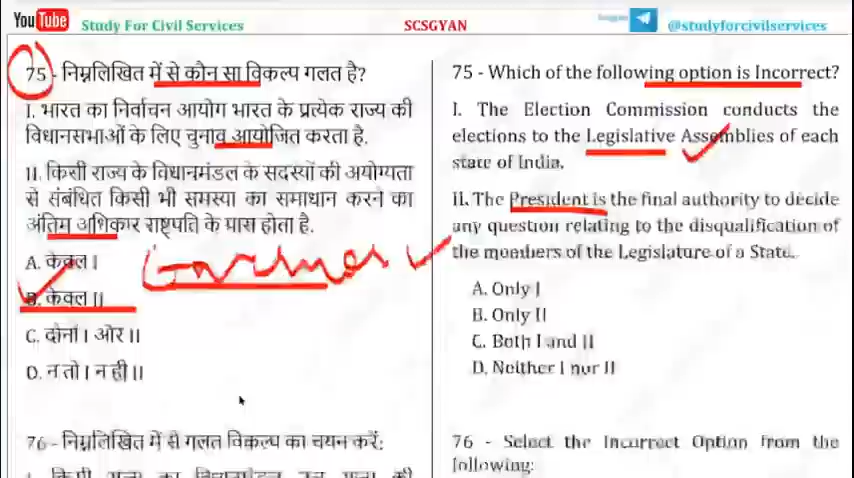 YouTube Study For Civil Services
SCSGYAN
@studyforcivilservices
75 - निम्नलिखित में से कौन सा विकल्प गलत है?
I. भारत का निर्वाचन आयोग भारत के प्रत्येक राज्य की
विधानसभाओं के लिए चुनाव आयोजित करता है.
II. किसी राज्य के विधानमंडल के सदस्यों की अयोग्यता
से संबंधित किसी भी समस्या का समाधान करने का
अंतिम अधिकार राष्ट्रपति के पास होता है.
A. केवल I
B. केवल II
C. दोनों I ओर II
D. न तो I न ही II
76 - निम्नलिखित में से गलत विकल्प का चयन करें:
75 - Which of the following option is Incorrect?
I. The Election Commission conducts the
elections to the Legislative Assemblies of each
state of India.
II. The President is the final authority to decide
any question relating to the disqualification of
the members of the Legislature of a State.
A. Only I
B. Only II
C. Both I and II
D. Neither I nor II
76 - Select the Incorrect Option from the
following: